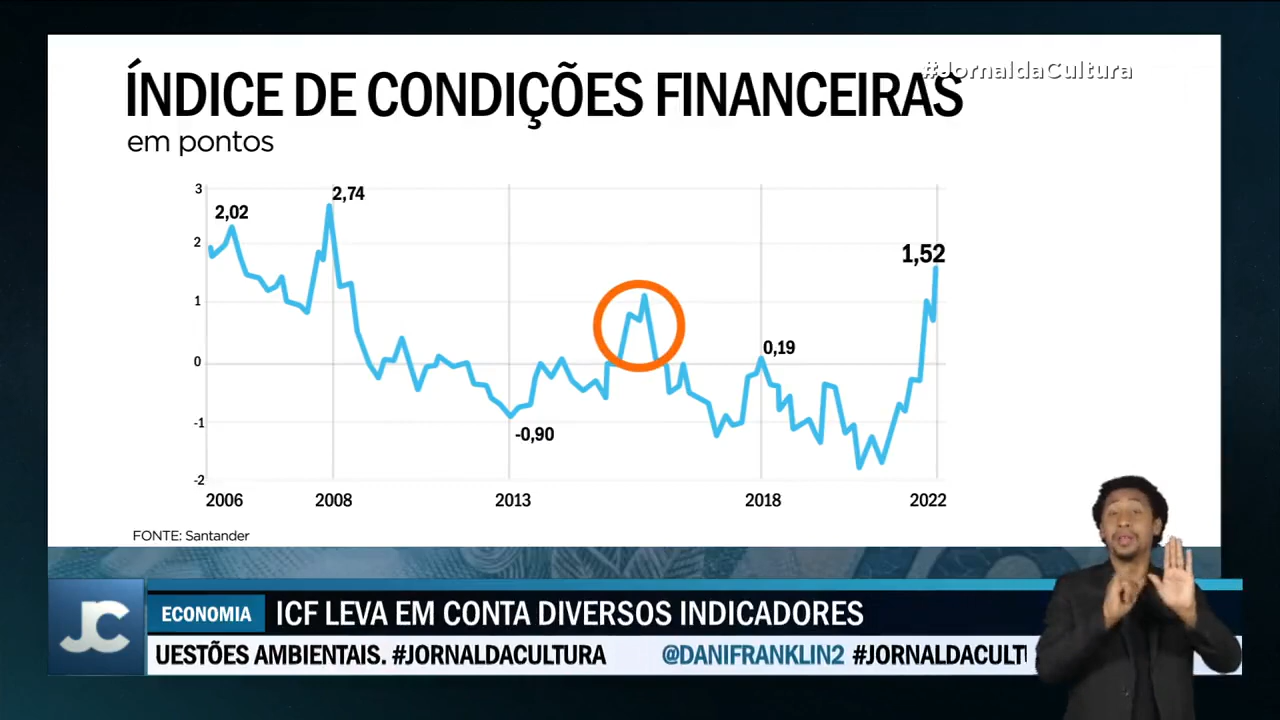 #JornaldaCultura
ÍNDICE DE CONDIÇÕES FINANCEIRAS
em pontos
3
2
1
0
-1
-2
2,02
2,74
-0,90
0,19
1,52
2006
2008
2013
2018
2022
FONTE: Santander
JC
ECONOMIA
ICF LEVA EM CONTA DIVERSOS INDICADORES
UESTÕES AMBIENTAIS. #JORNALDACULTURA @DANIFRANKLIN2 #JORNALDACULT